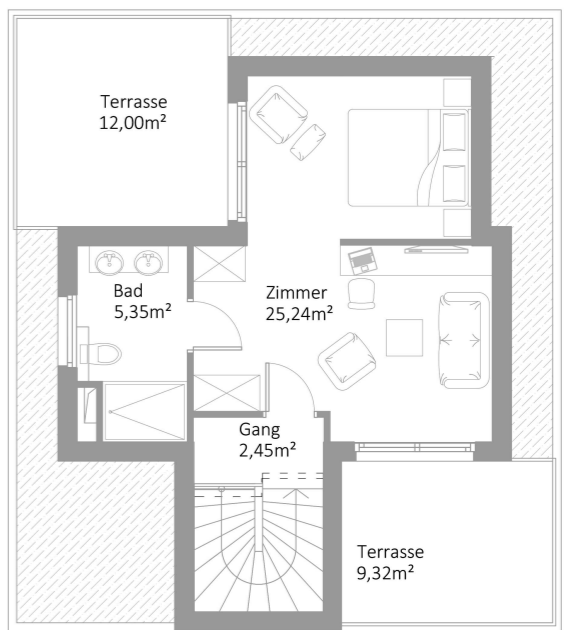 Terrasse
12,00m²
Bad
5,35m²
Zimmer
25,24m²
Gang
2,45m²
Terrasse
9,32m²